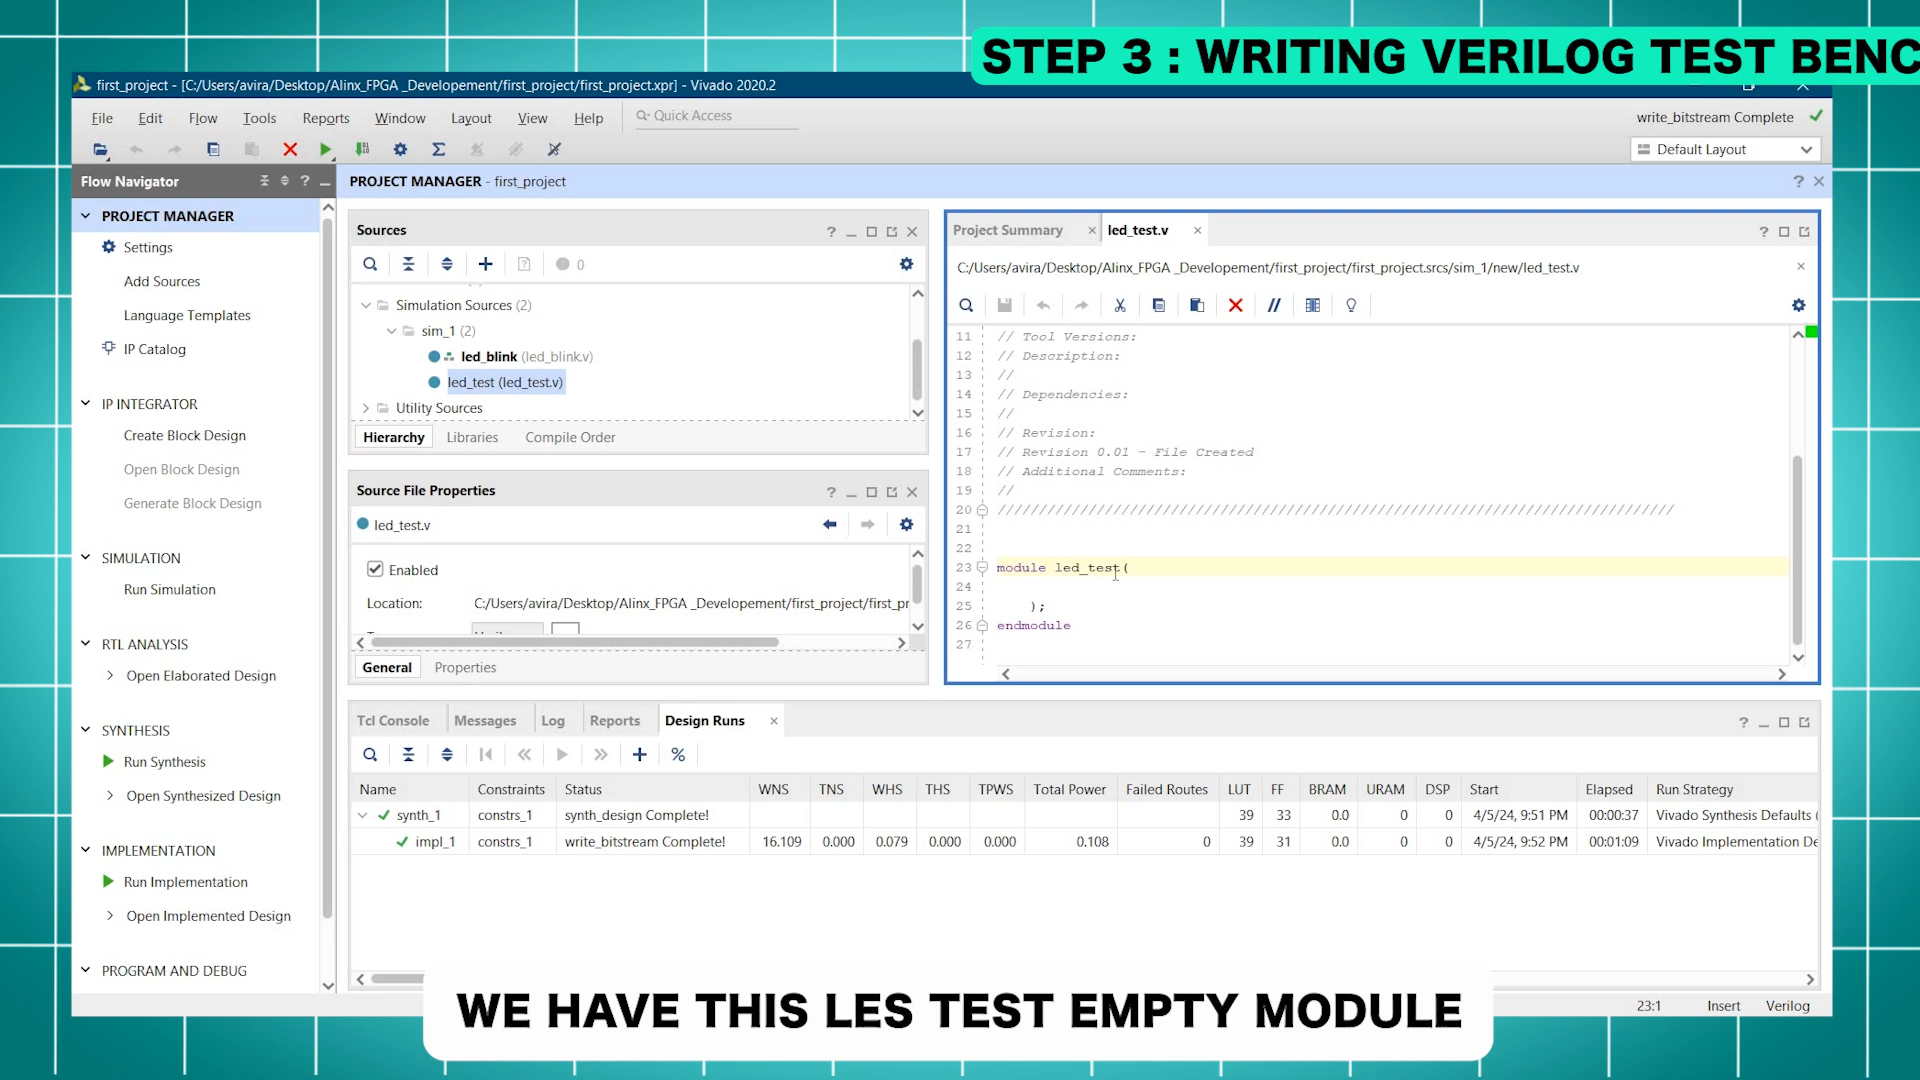 STEP 3 : WRITING VERILOG TEST BENC
first_project - [C:/Users/avira/Desktop/Alinx_FPGA _Developement/first_project/first_project.xpr] - Vivado 2020.2
File Edit Flow Tools Reports Window Layout View Help Quick Access
write_bitstream Complete
Default Layout
Flow Navigator
PROJECT MANAGER
Settings
Add Sources
Language Templates
IP Catalog
IP INTEGRATOR
Create Block Design
Open Block Design
Generate Block Design
SIMULATION
Run Simulation
RTL ANALYSIS
Open Elaborated Design
SYNTHESIS
Run Synthesis
Open Synthesized Design
IMPLEMENTATION
Run Implementation
Open Implemented Design
PROGRAM AND DEBUG
PROJECT MANAGER - first_project
Sources
0
Simulation Sources (2)
sim_1 (2)
led_blink (led_blink.v)
led_test (led_test.v)
Utility Sources
Hierarchy Libraries Compile Order
Source File Properties
led_test.v
Enabled
Location: C:/Users/avira/Desktop/Alinx_FPGA _Developement/first_project/first_pr
General Properties
Project Summary led_test.v
C:/Users/avira/Desktop/Alinx_FPGA _Developement/first_project/first_project.srcs/sim_1/new/led_test.v
11 // Tool Versions:
12 // Description:
13 //
14 // Dependencies:
15 //
16 // Revision:
17 // Revision 0.01 - File Created
18 // Additional Comments:
19 //
20 //////////////////////////////////////////////////////////////////////////////////
21
22
23 module led_test(
24
25 );
26 endmodule
27
Tcl Console Messages Log Reports Design Runs
Name Constraints Status WNS TNS WHS THS TPWS Total Power Failed Routes LUT FF BRAM URAM DSP Start Elapsed Run Strategy
synth_1 constrs_1 synth_design Complete! 39 33 0.0 0 0 4/5/24, 9:51 PM 00:00:37 Vivado Synthesis Defaults (
impl_1 constrs_1 write_bitstream Complete! 16.109 0.000 0.079 0.000 0.000 0.108 0 39 31 0.0 0 0 4/5/24, 9:52 PM 00:01:09 Vivado Implementation De
WE HAVE THIS LES TEST EMPTY MODULE
23:1 Insert Verilog